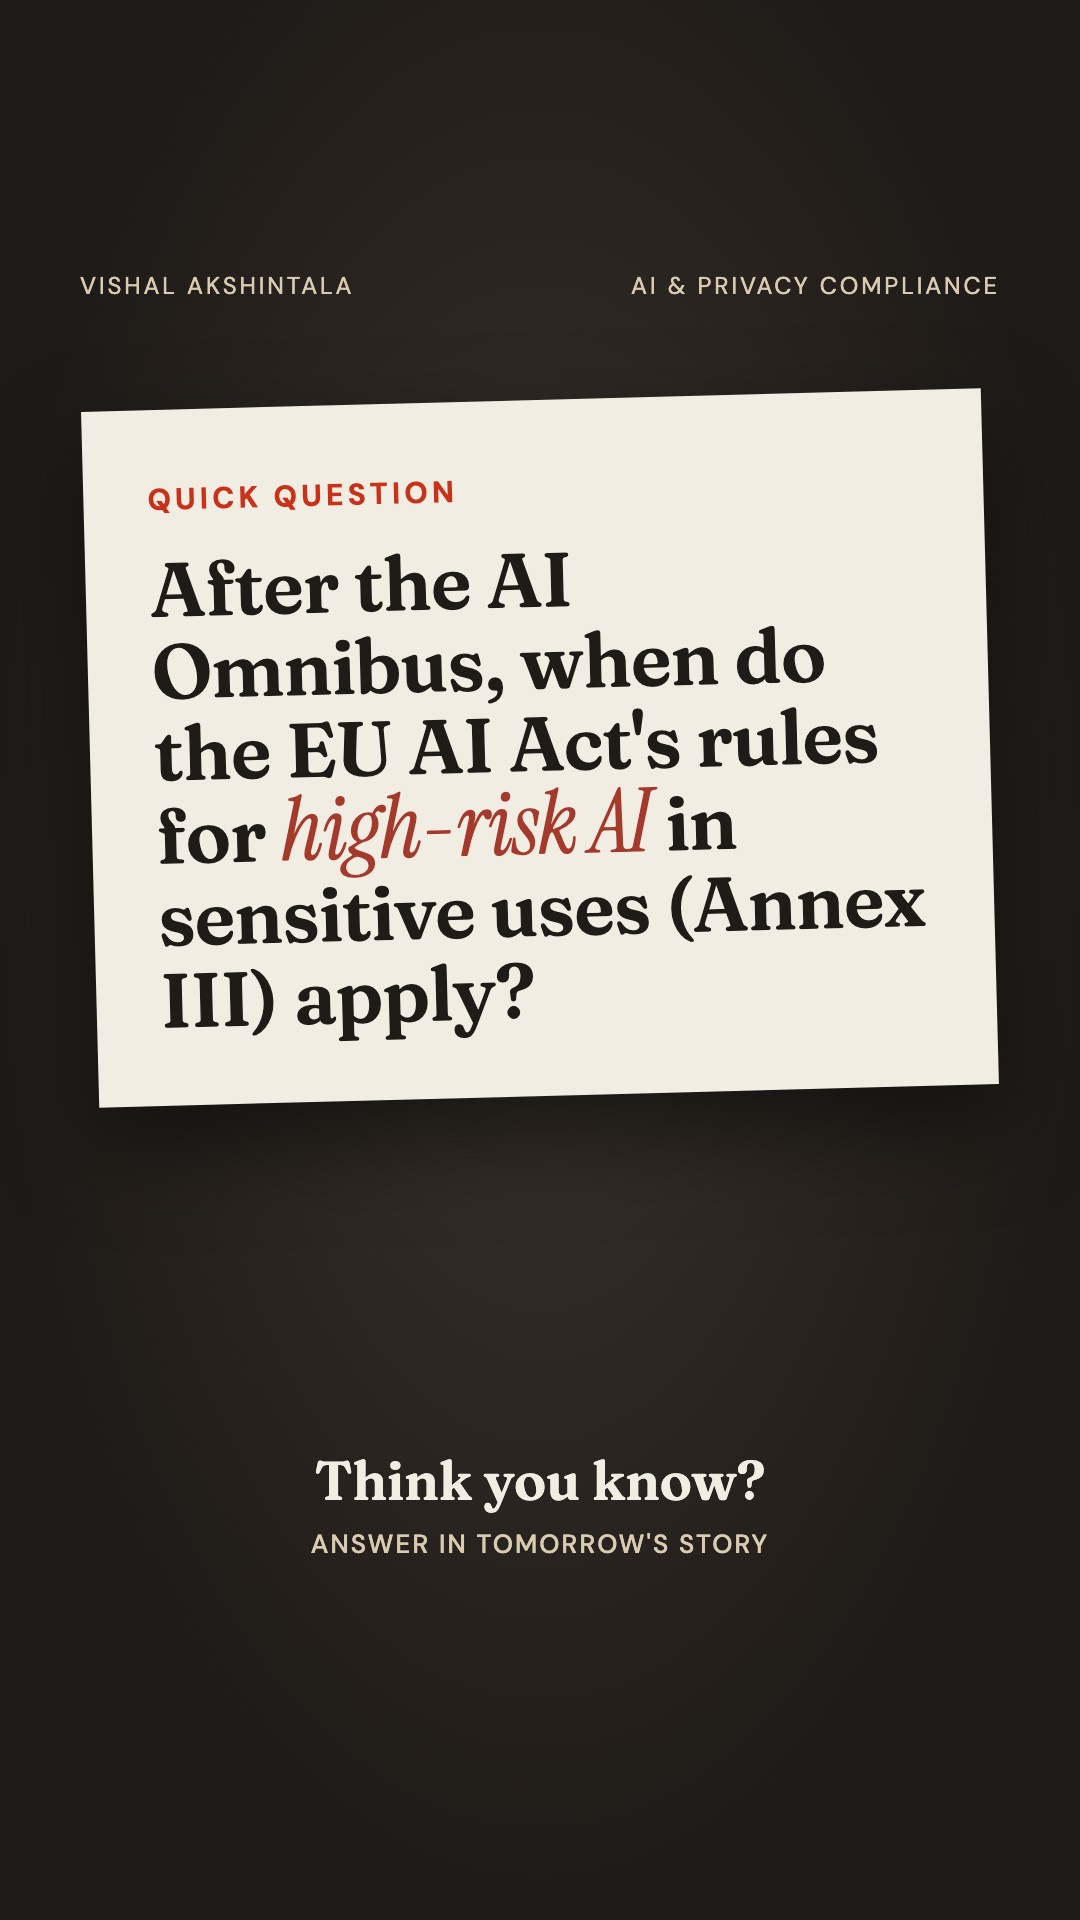 VISHAL AKSHINTALA
AI & PRIVACY COMPLIANCE
QUICK QUESTION
After the AI
Omnibus, when do
the EU AI Act's rules
for high-risk AI in
sensitive uses (Annex
III) apply?
Think you know?
ANSWER IN TOMORROW'S STORY